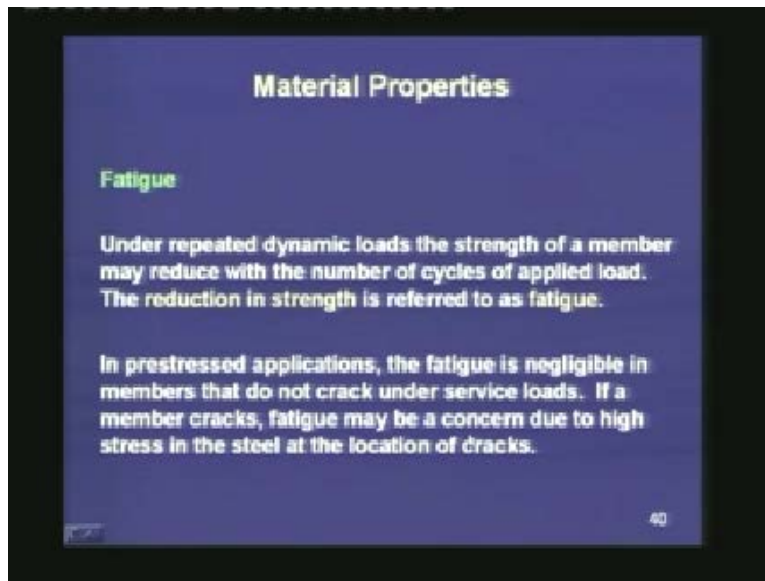 Material Properties
Fatigue
Under repeated dynamic loads the strength of a member
may reduce with the number of cycles of applied load.
The reduction in strength is referred to as fatigue.
In prestressed applications, the fatigue is negligible in
members that do not crack under service loads. If a
member cracks, fatigue may be a concern due to high
stress in the steel at the location of cracks.
40